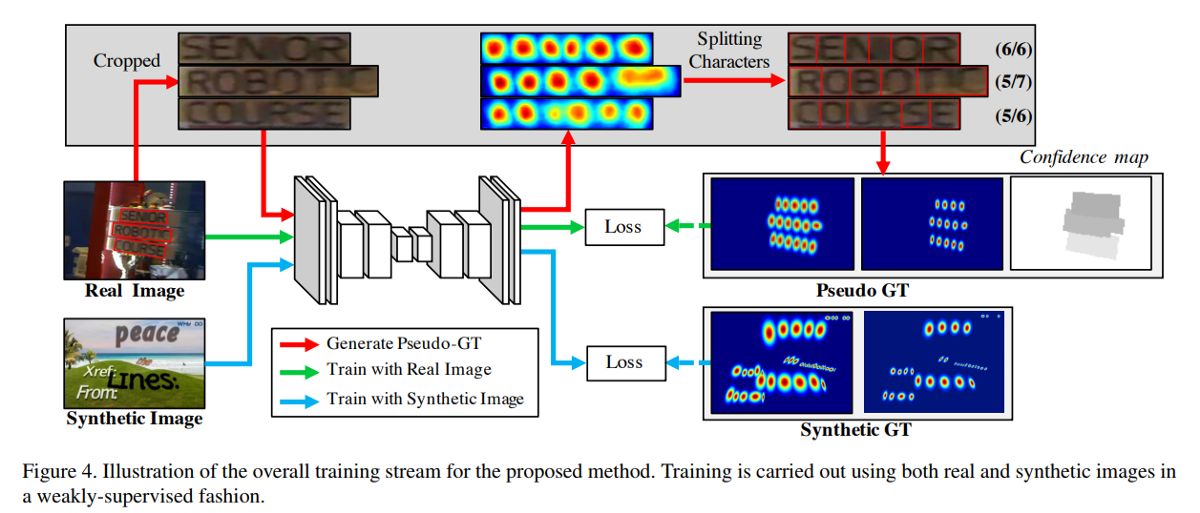 Cropped
SENIOR
ROBOTIC
COURSE
Splitting
Characters
SENIOR
(6/6)
ROBOTIC
(5/7)
COURSE
(5/6)
Confidence map
SENIOR
ROBOTIC
COURSE
Real Image
Loss
Pseudo GT
peace
WHY DO
Xref:
Lines:
From:
Synthetic Image
Generate Pseudo-GT
Train with Real Image
Train with Synthetic Image
Loss
Synthetic GT
Figure 4. Illustration of the overall training stream for the proposed method. Training is carried out using both real and synthetic images in
a weakly-supervised fashion.